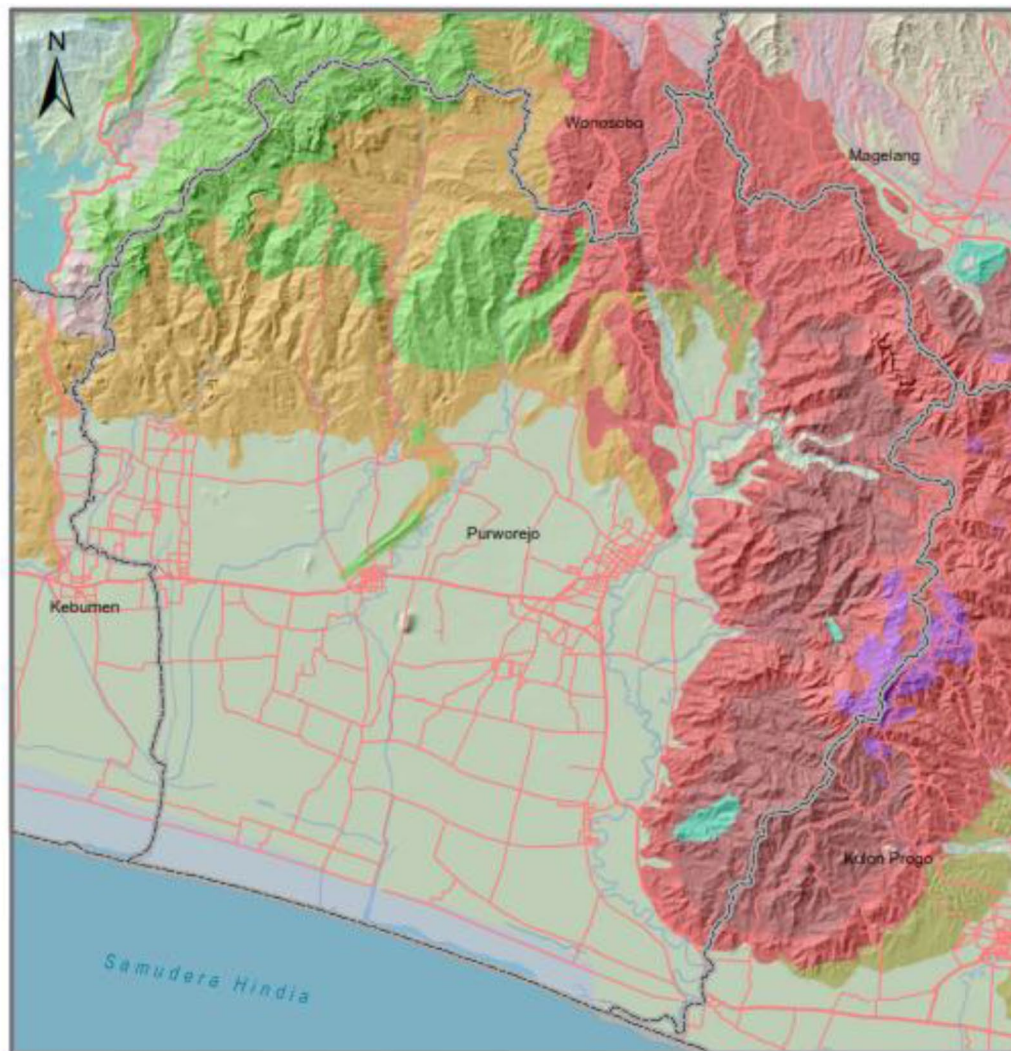 N
Wonosobo
Magelang
Purworejo
Kebumen
Kulon Progo
Samudera Hindia